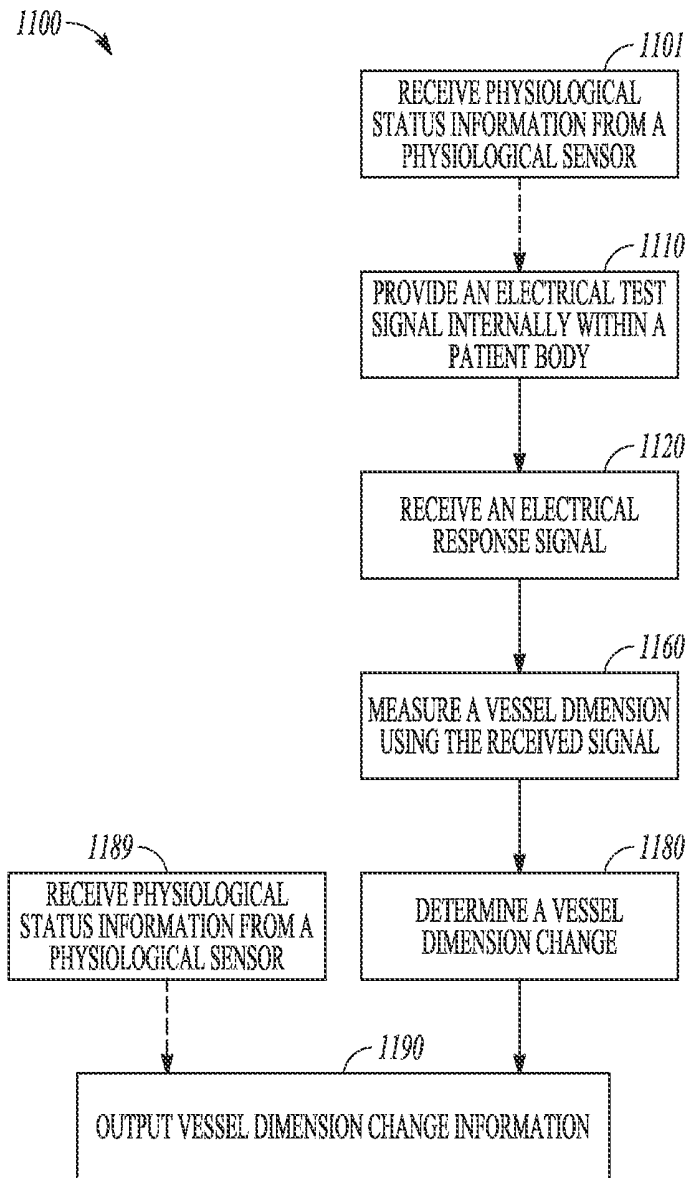 1100
1101
RECEIVE PHYSIOLOGICAL
STATUS INFORMATION FROM A
PHYSIOLOGICAL SENSOR
1110
PROVIDE AN ELECTRICAL TEST
SIGNAL INTERNALLY WITHIN A
PATIENT BODY
1120
RECEIVE AN ELECTRICAL
RESPONSE SIGNAL
1160
MEASURE A VESSEL DIMENSION
USING THE RECEIVED SIGNAL
1189
RECEIVE PHYSIOLOGICAL
STATUS INFORMATION FROM A
PHYSIOLOGICAL SENSOR
1180
DETERMINE A VESSEL
DIMENSION CHANGE
1190
OUTPUT VESSEL DIMENSION CHANGE INFORMATION